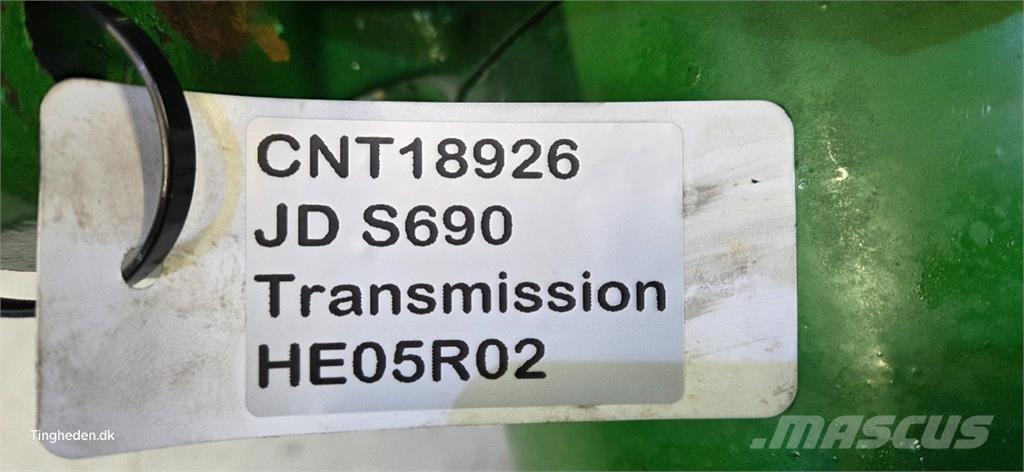 CNT18926
JD S690
Transmission
HE05R02
Tingheden.dk
MASCUS